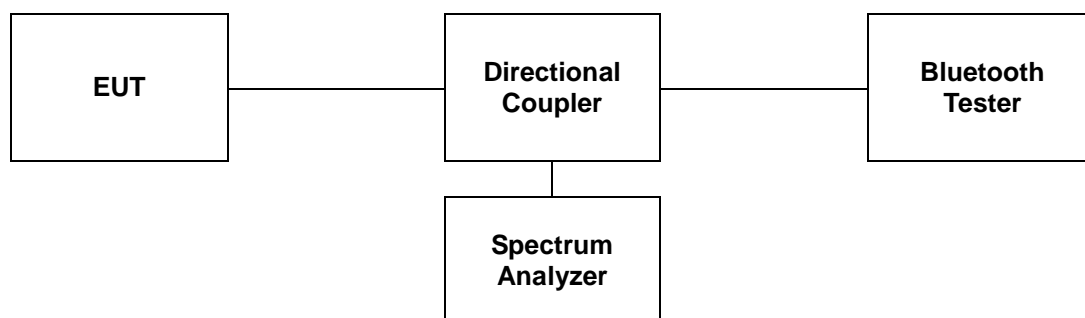 EUT
Directional
Coupler
Bluetooth
Tester
Spectrum
Analyzer